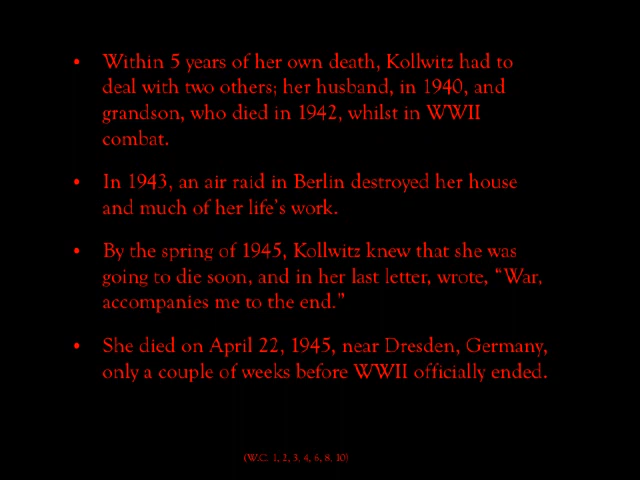 • Within 5 years of her own death, Kollwitz had to
deal with two others; her husband, in 1940, and
grandson, who died in 1942, whilst in WWII
combat.
• In 1943, an air raid in Berlin destroyed her house
and much of her life's work.
• By the spring of 1945, Kollwitz knew that she was
going to die soon, and in her last letter, wrote, “War,
accompanies me to the end.”
• She died on April 22, 1945, near Dresden, Germany,
only a couple of weeks before WWII officially ended.
(W.C. 1, 2, 3, 4, 6, 8, 10)